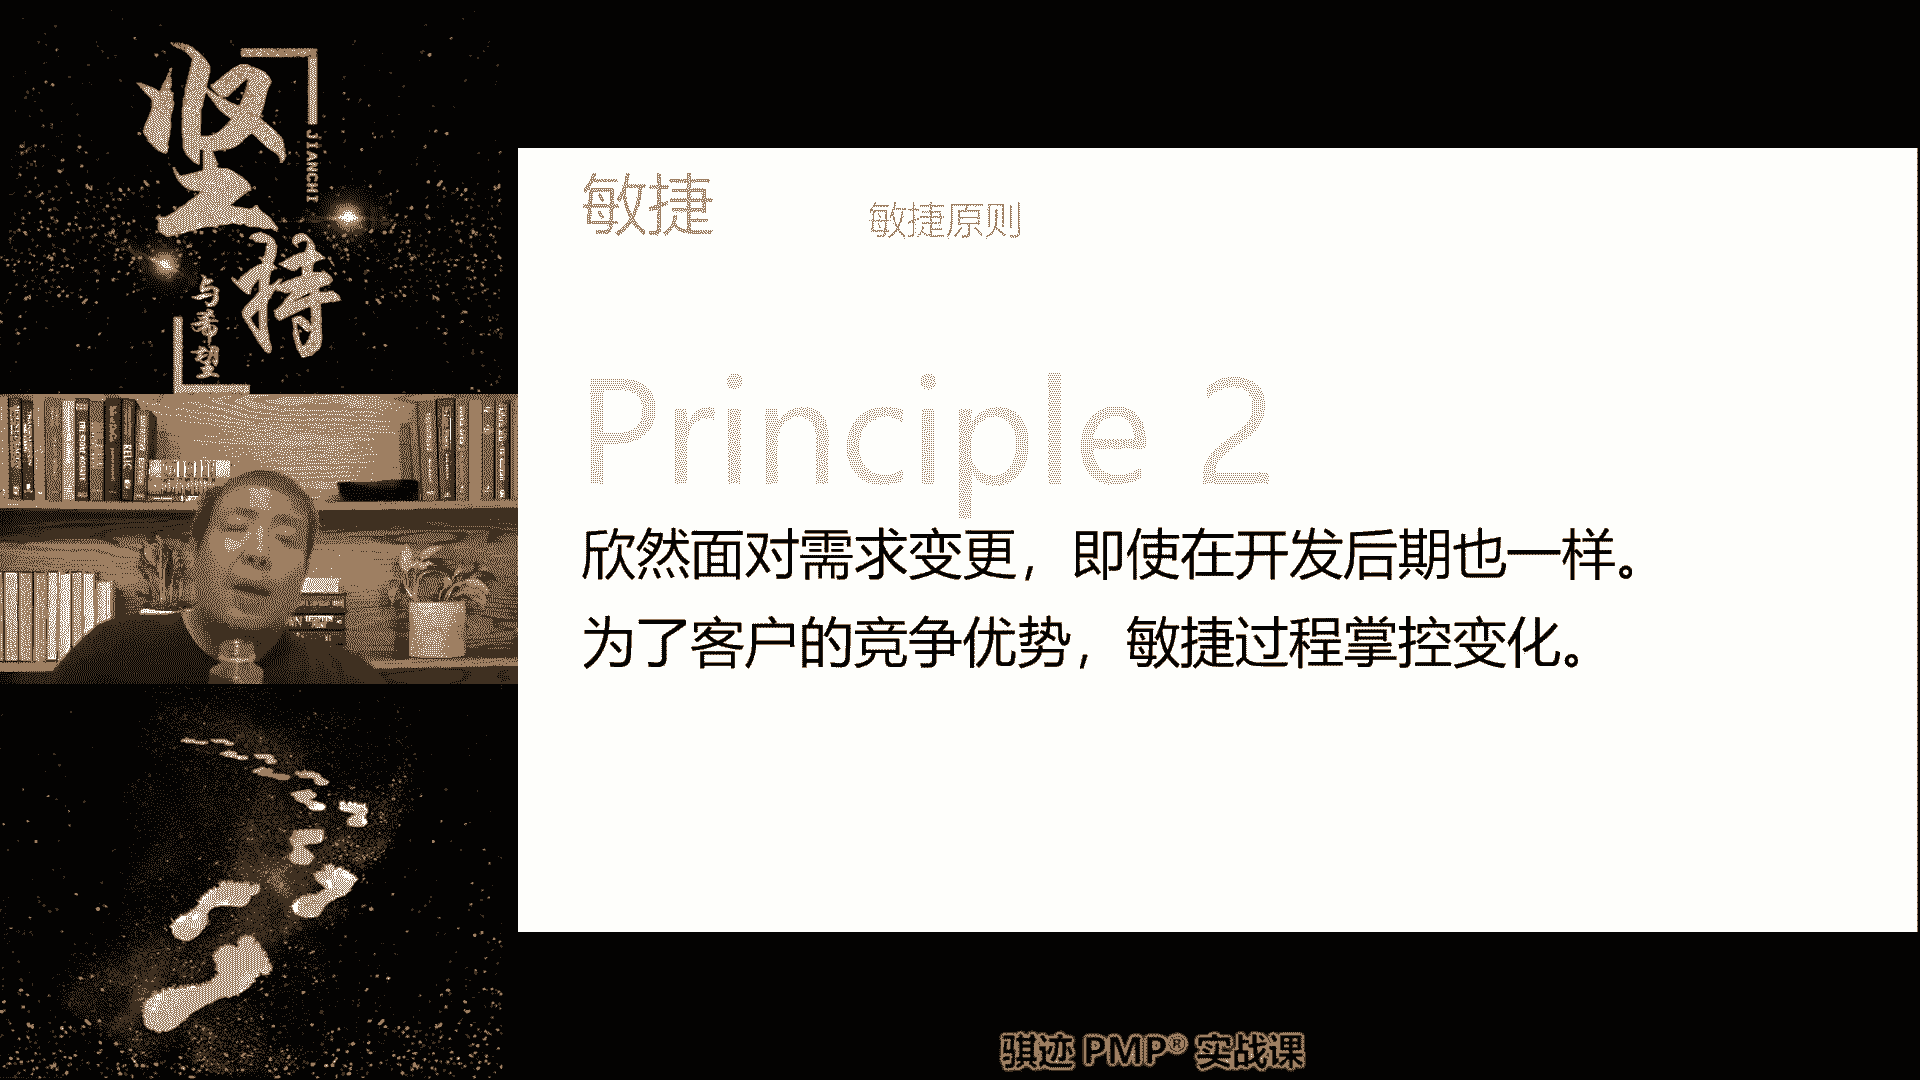 坚持
JIANCHI
与希望
敏捷
敏捷原则
Principle 2
欣然面对需求变更，即使在开发后期也一样。
为了客户的竞争优势，敏捷过程掌控变化。
骐迹 PMP® 实战课